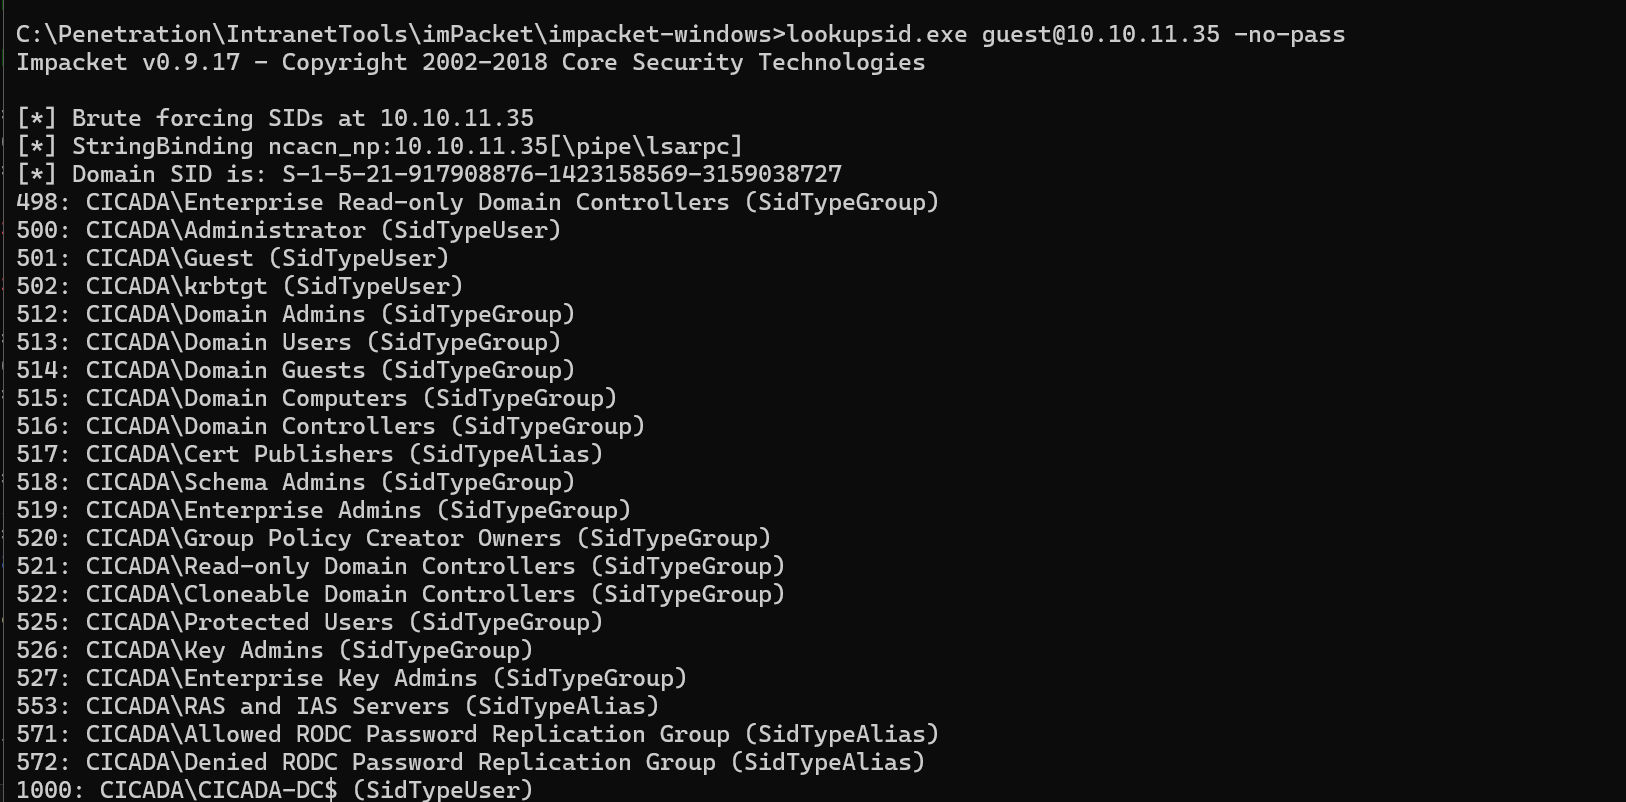 C:\Penetration\IntranetTools\imPacket\impacket-windows>lookupsid.exe guest@10.10.11.35 -no-pass
Impacket v0.9.17 - Copyright 2002-2018 Core Security Technologies
[*] Brute forcing SIDs at 10.10.11.35
[*] StringBinding ncacn_np:10.10.11.35[\pipe\lsarpc]
[*] Domain SID is: S-1-5-21-917908876-1423158569-3159038727
498: CICADA\Enterprise Read-only Domain Controllers (SidTypeGroup)
500: CICADA\Administrator (SidTypeUser)
501: CICADA\Guest (SidTypeUser)
502: CICADA\krbtgt (SidTypeUser)
512: CICADA\Domain Admins (SidTypeGroup)
513: CICADA\Domain Users (SidTypeGroup)
514: CICADA\Domain Guests (SidTypeGroup)
515: CICADA\Domain Computers (SidTypeGroup)
516: CICADA\Domain Controllers (SidTypeGroup)
517: CICADA\Cert Publishers (SidTypeAlias)
518: CICADA\Schema Admins (SidTypeGroup)
519: CICADA\Enterprise Admins (SidTypeGroup)
520: CICADA\Group Policy Creator Owners (SidTypeGroup)
521: CICADA\Read-only Domain Controllers (SidTypeGroup)
522: CICADA\Cloneable Domain Controllers (SidTypeGroup)
525: CICADA\Protected Users (SidTypeGroup)
526: CICADA\Key Admins (SidTypeGroup)
527: CICADA\Enterprise Key Admins (SidTypeGroup)
553: CICADA\RAS and IAS Servers (SidTypeAlias)
571: CICADA\Allowed RODC Password Replication Group (SidTypeAlias)
572: CICADA\Denied RODC Password Replication Group (SidTypeAlias)
1000: CICADA\CICADA-DC$ (SidTypeUser)